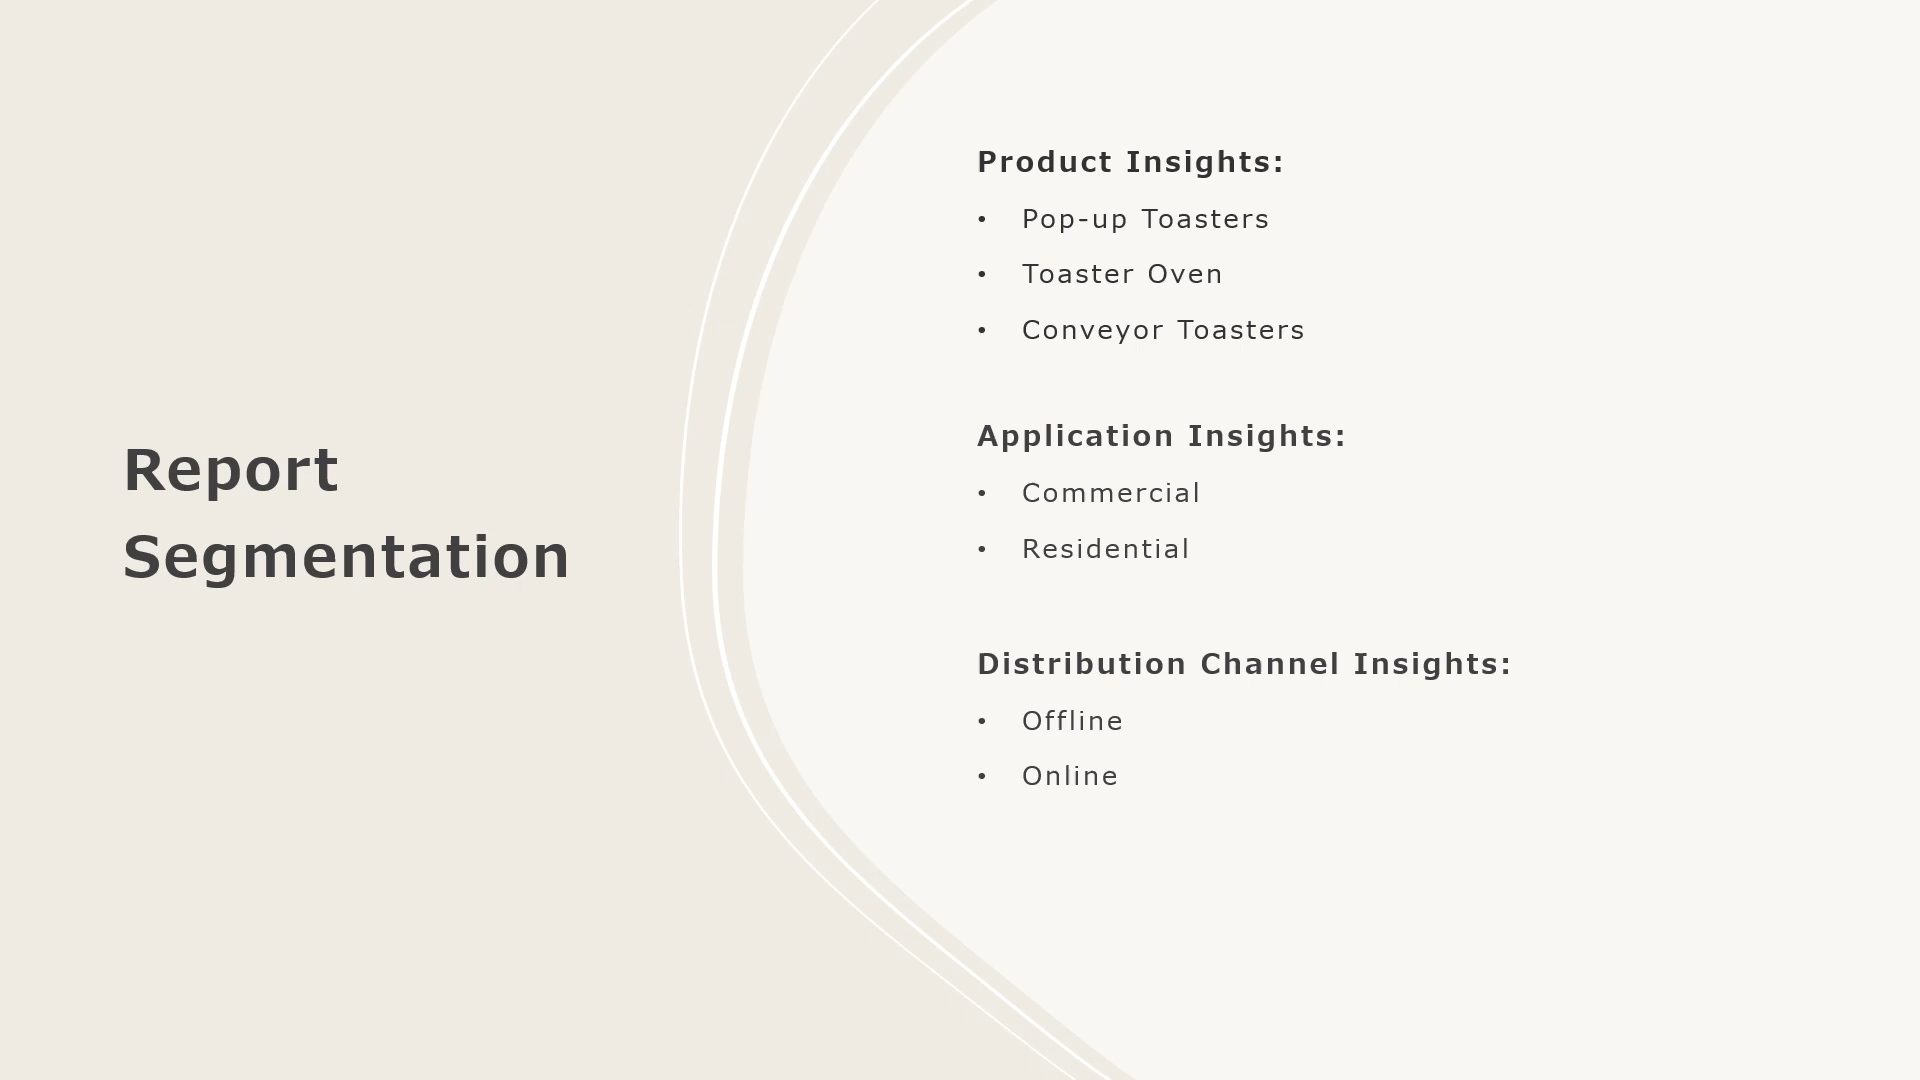 Report
Segmentation
Product Insights:
• Pop-up Toasters
• Toaster Oven
• Conveyor Toasters
Application Insights:
• Commercial
• Residential
Distribution Channel Insights:
• Offline
• Online